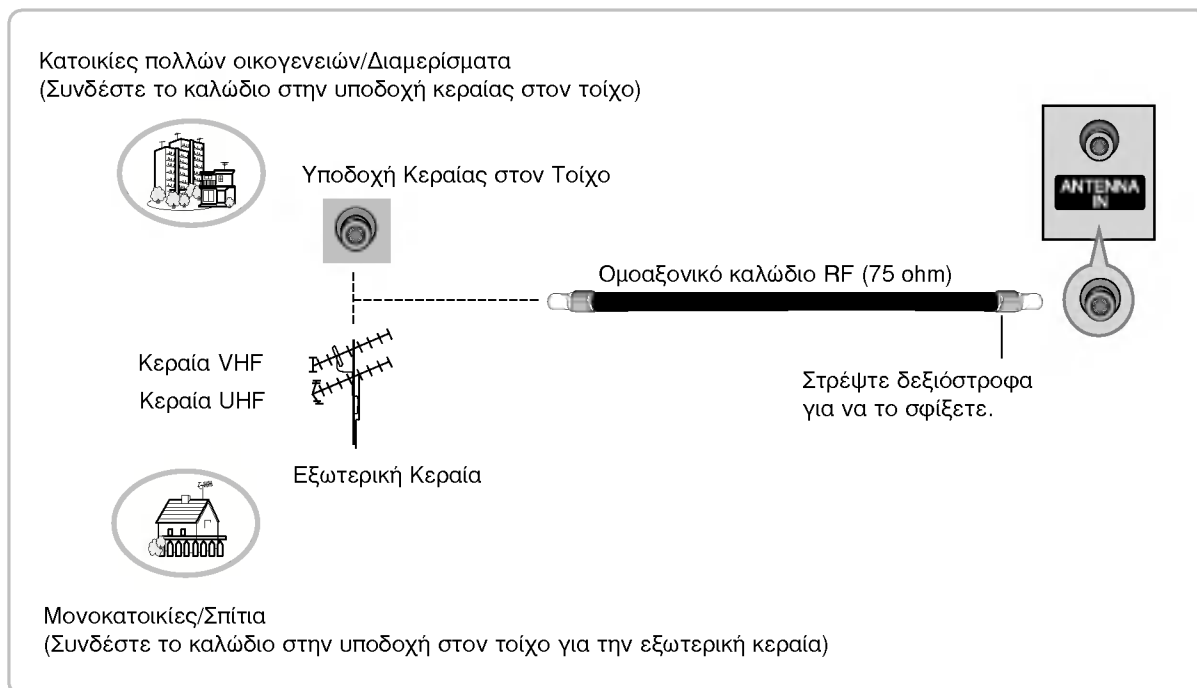 Κατοικίες πολλών οικογενειών/Διαμερίσματα
(Συνδέστε το καλώδιο στην υποδοχή κεραίας στον τοίχο)
Υποδοχή Κεραίας στον Τοίχο
ANTENNA
IN
Ομοαξονικό καλώδιο RF (75 ohm)
Κεραία VHF
Κεραία UHF
Στρέψτε δεξιόστροφα
για να το σφίξετε.
Εξωτερική Κεραία
Μονοκατοικίες/Σπίτια
(Συνδέστε το καλώδιο στην υποδοχή στον τοίχο για την εξωτερική κεραία)